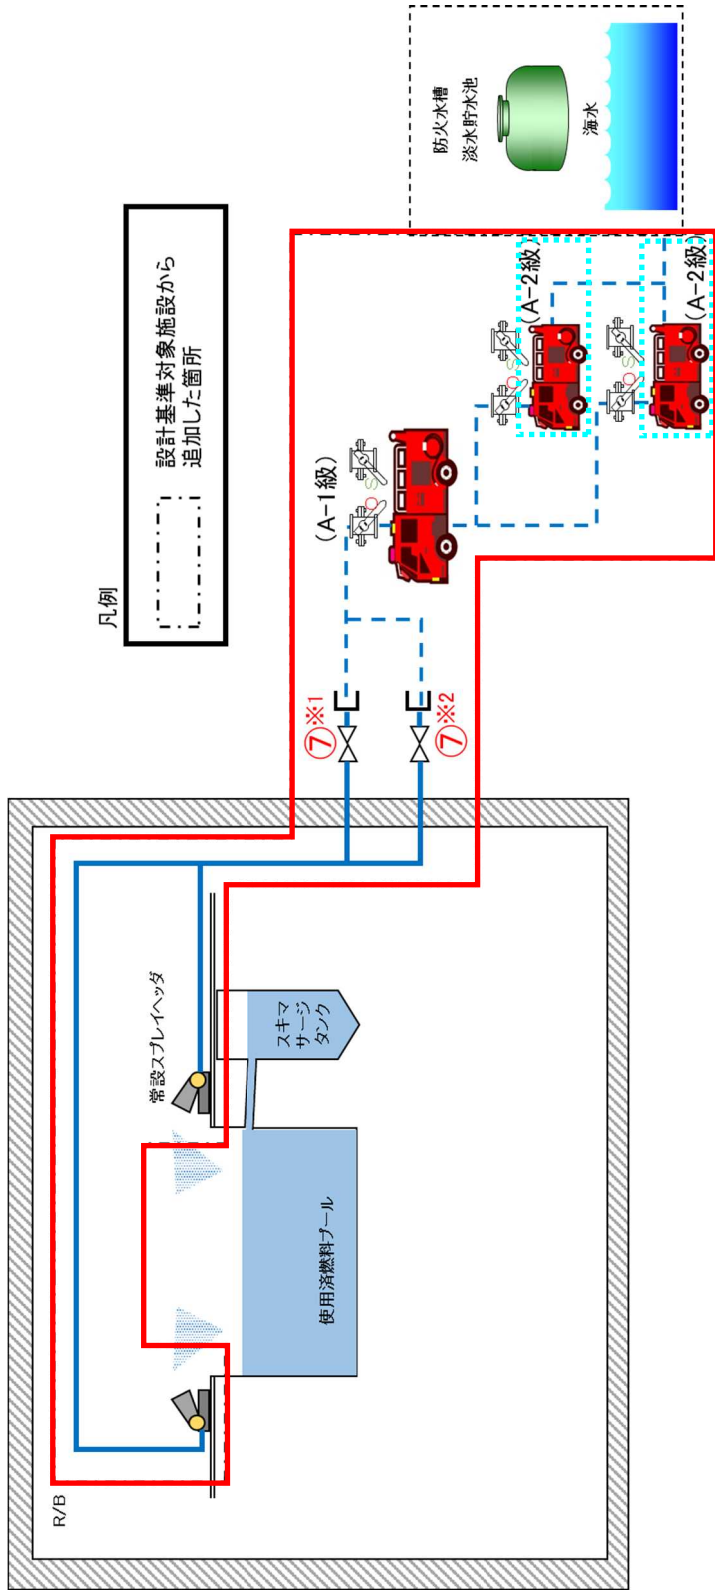 凡例
設計基準対象施設から
追加した箇所
防火水槽
淡水貯水池
海水
(A-1級)
(A-2級)
(A-2級)
O
S
O
S
O
S
⑦※1
⑦※2
R/B
常設スプレイヘッダ
スキマ
サージ
タンク
使用済燃料プール